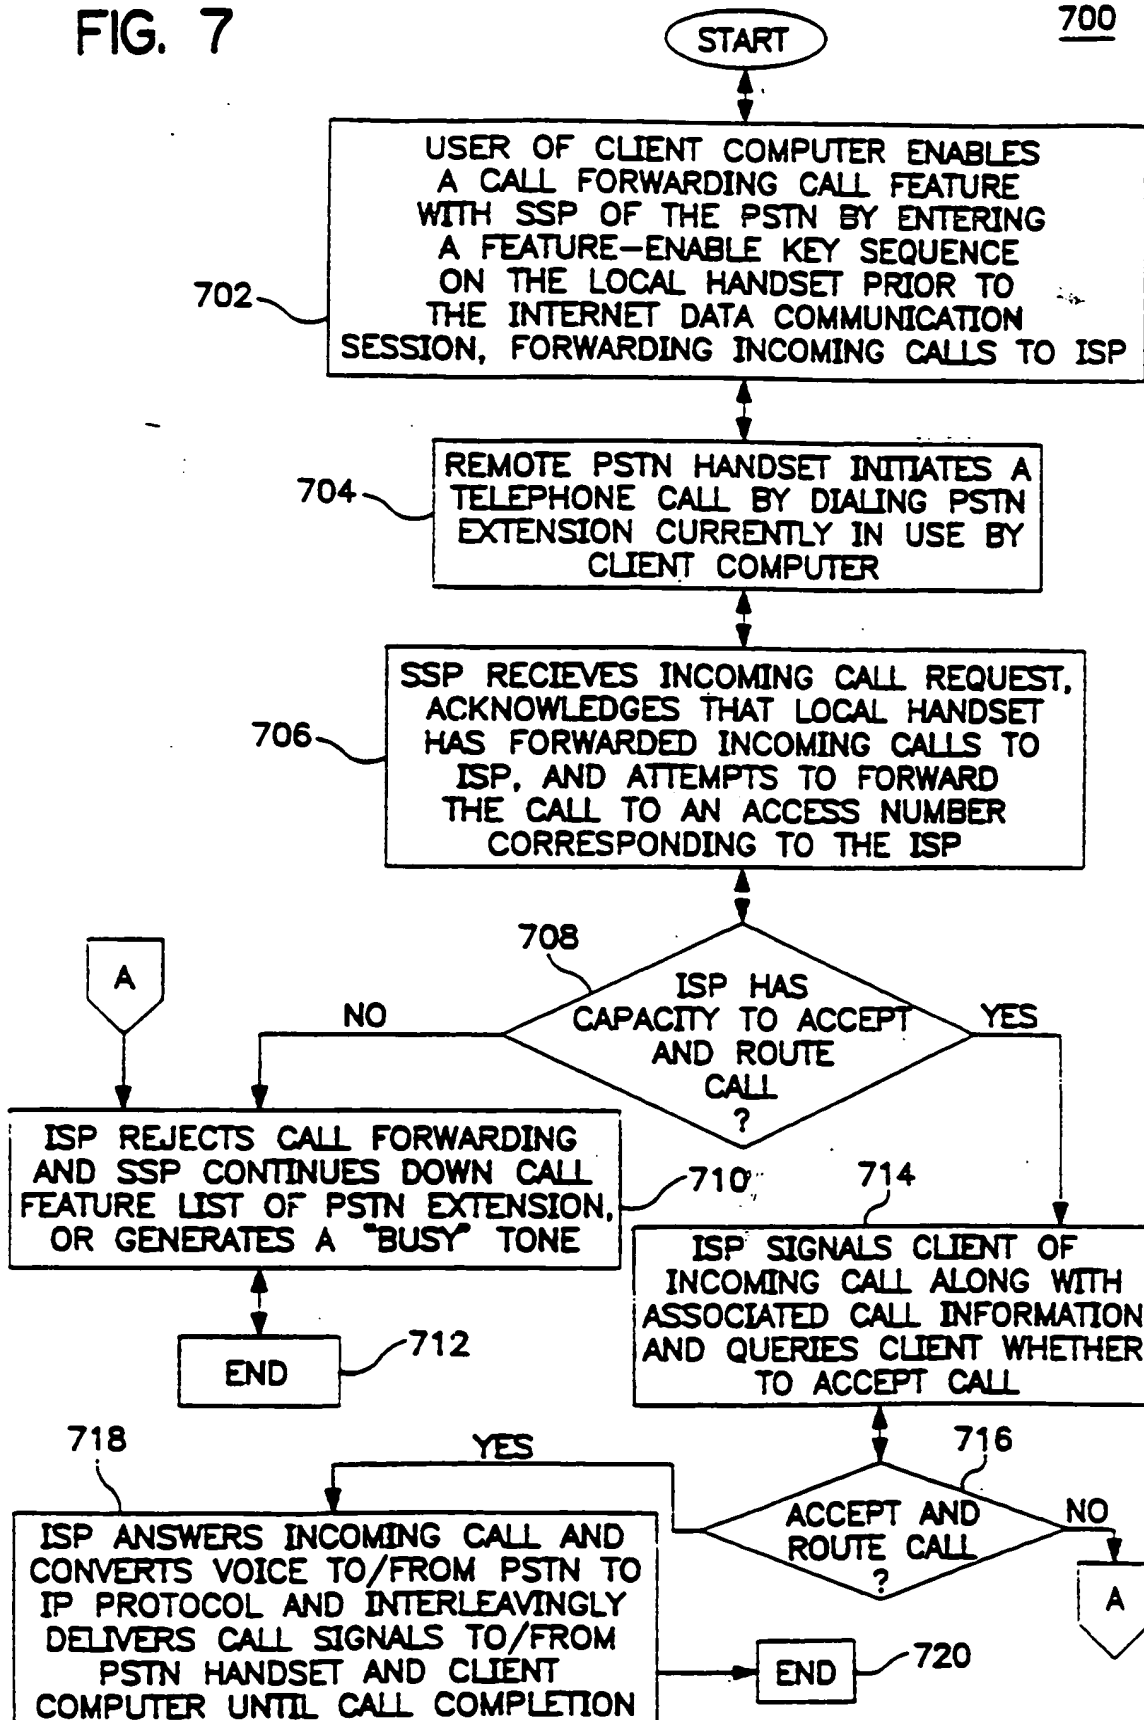 FIG. 7
700
START
USER OF CLIENT COMPUTER ENABLES
A CALL FORWARDING CALL FEATURE
WITH SSP OF THE PSTN BY ENTERING
A FEATURE-ENABLE KEY SEQUENCE
ON THE LOCAL HANDSET PRIOR TO
THE INTERNET DATA COMMUNICATION
SESSION, FORWARDING INCOMING CALLS TO ISP
702
REMOTE PSTN HANDSET INITIATES A
TELEPHONE CALL BY DIALING PSTN
EXTENSION CURRENTLY IN USE BY
CLIENT COMPUTER
704
SSP RECIEVES INCOMING CALL REQUEST,
ACKNOWLEDGES THAT LOCAL HANDSET
HAS FORWARDED INCOMING CALLS TO
ISP, AND ATTEMPTS TO FORWARD
THE CALL TO AN ACCESS NUMBER
CORRESPONDING TO THE ISP
706
708
ISP HAS
CAPACITY TO ACCEPT
AND ROUTE
CALL
?
NO
YES
A
ISP REJECTS CALL FORWARDING
AND SSP CONTINUES DOWN CALL
FEATURE LIST OF PSTN EXTENSION,
OR GENERATES A "BUSY" TONE
710
END
712
714
ISP SIGNALS CLIENT OF
INCOMING CALL ALONG WITH
ASSOCIATED CALL INFORMATION
AND QUERIES CLIENT WHETHER
TO ACCEPT CALL
716
ACCEPT AND
ROUTE CALL
?
YES
NO
A
718
ISP ANSWERS INCOMING CALL AND
CONVERTS VOICE TO/FROM PSTN TO
IP PROTOCOL AND INTERLEAVINGLY
DELIVERS CALL SIGNALS TO/FROM
PSTN HANDSET AND CLIENT
COMPUTER UNTIL CALL COMPLETION
END
720